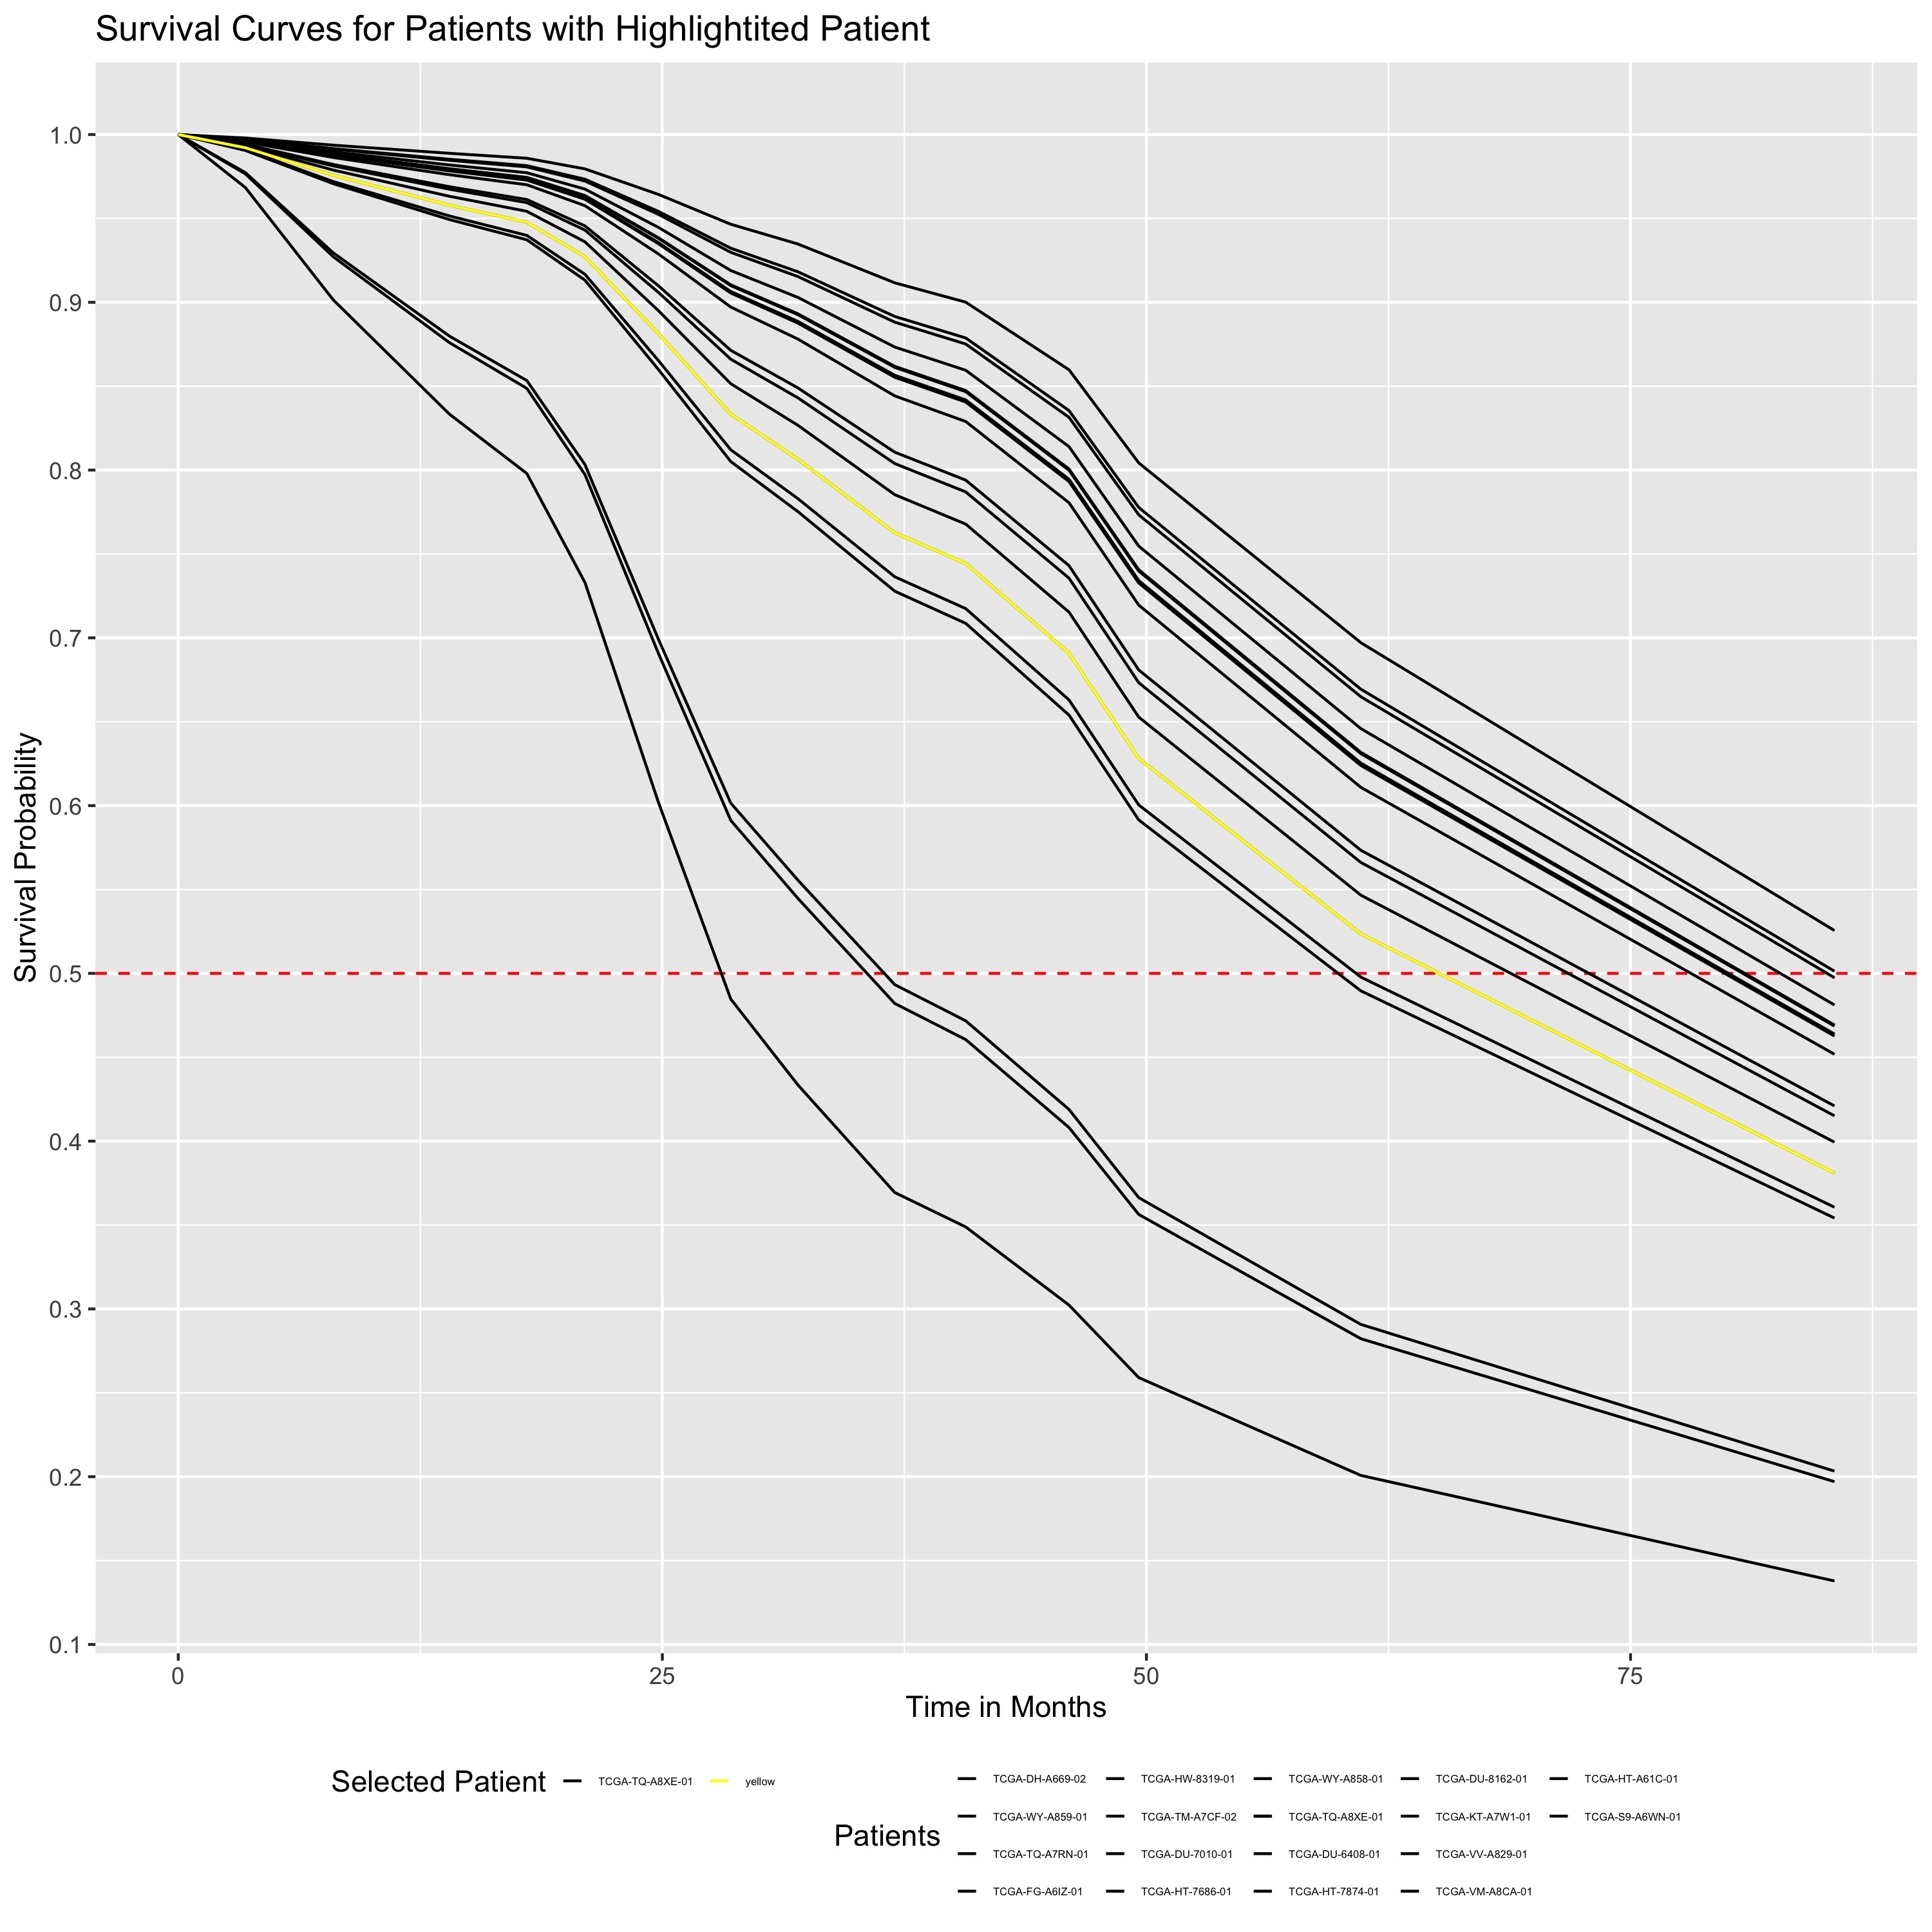 Survival Curves for Patients with Highlightited Patient
1.0
0.9
0.8
0.7
0.6
0.5
0.4
0.3
0.2
0.1
Survival Probability
0 25 50 75
Time in Months
Selected Patient TCGA-TQ-A8XE-01 yellow
Patients
TCGA-DH-A669-02 TCGA-HW-8319-01 TCGA-WY-A858-01 TCGA-DU-8162-01 TCGA-HT-A61C-01
TCGA-WY-A859-01 TCGA-TM-A7CF-02 TCGA-TQ-A8XE-01 TCGA-KT-A7W1-01 TCGA-S9-A6WN-01
TCGA-TQ-A7RN-01 TCGA-DU-7010-01 TCGA-DU-6408-01 TCGA-VV-A829-01
TCGA-FG-A6IZ-01 TCGA-HT-7686-01 TCGA-HT-7874-01 TCGA-VM-A8CA-01